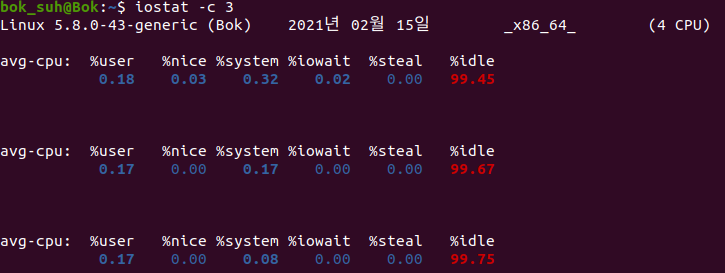 bok_suh@Bok:~$ iostat -c 3
Linux 5.8.0-43-generic (Bok) 2021년 02월 15일 _x86_64_ (4 CPU)
avg-cpu: %user %nice %system %iowait %steal %idle
0.18 0.03 0.32 0.02 0.00 99.45
avg-cpu: %user %nice %system %iowait %steal %idle
0.17 0.00 0.17 0.00 0.00 99.67
avg-cpu: %user %nice %system %iowait %steal %idle
0.17 0.00 0.08 0.00 0.00 99.75